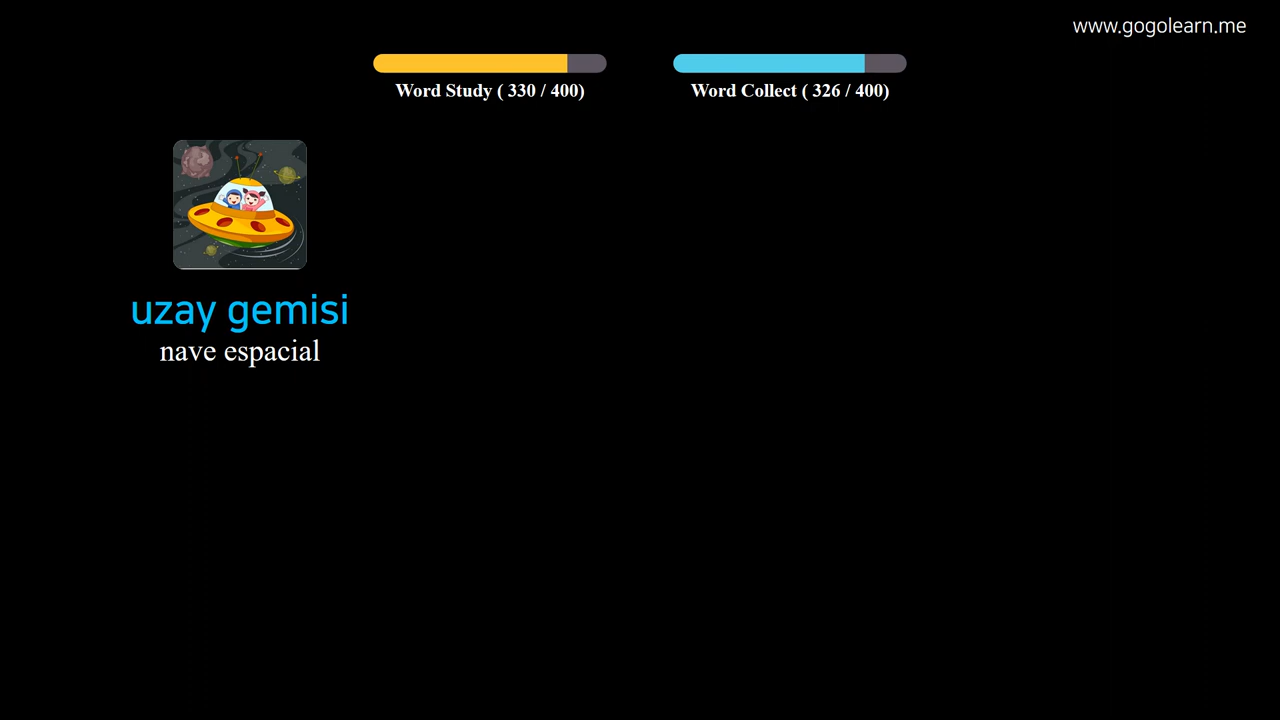 www.gogolearn.me
Word Study ( 330 / 400)
Word Collect ( 326 / 400)
uzay gemisi
nave espacial